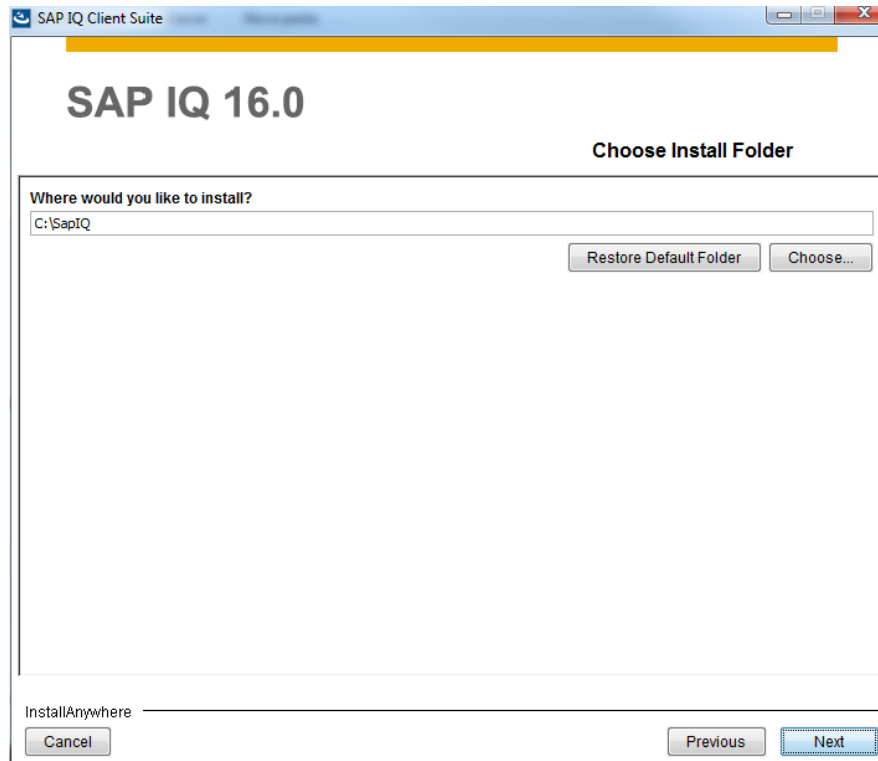 SAP IQ Client Suite
SAP IQ 16.0
Choose Install Folder
Where would you like to install?
C:\SapIQ
Restore Default Folder Choose...
InstallAnywhere
Cancel Previous Next